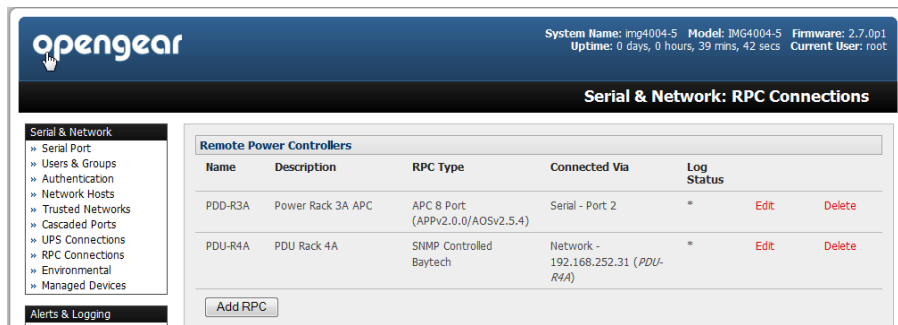 opengear
System Name: img4004-5 Model: IMG4004-5 Firmware: 2.7.0p1
Uptime: 0 days, 0 hours, 39 mins, 42 secs Current User: root
Serial & Network: RPC Connections
Serial & Network
» Serial Port
» Users & Groups
» Authentication
» Network Hosts
» Trusted Networks
» Cascaded Ports
» UPS Connections
» RPC Connections
» Environmental
» Managed Devices
Alerts & Logging
Remote Power Controllers
Name Description RPC Type Connected Via Log
Status
PDD-R3A Power Rack 3A APC APC 8 Port Serial - Port 2 * Edit Delete
(APPv2.0.0/AOSv2.5.4)
PDU-R4A PDU Rack 4A SNMP Controlled Network - * Edit Delete
Baytech 192.168.252.31 (PDU-
R4A)
Add RPC